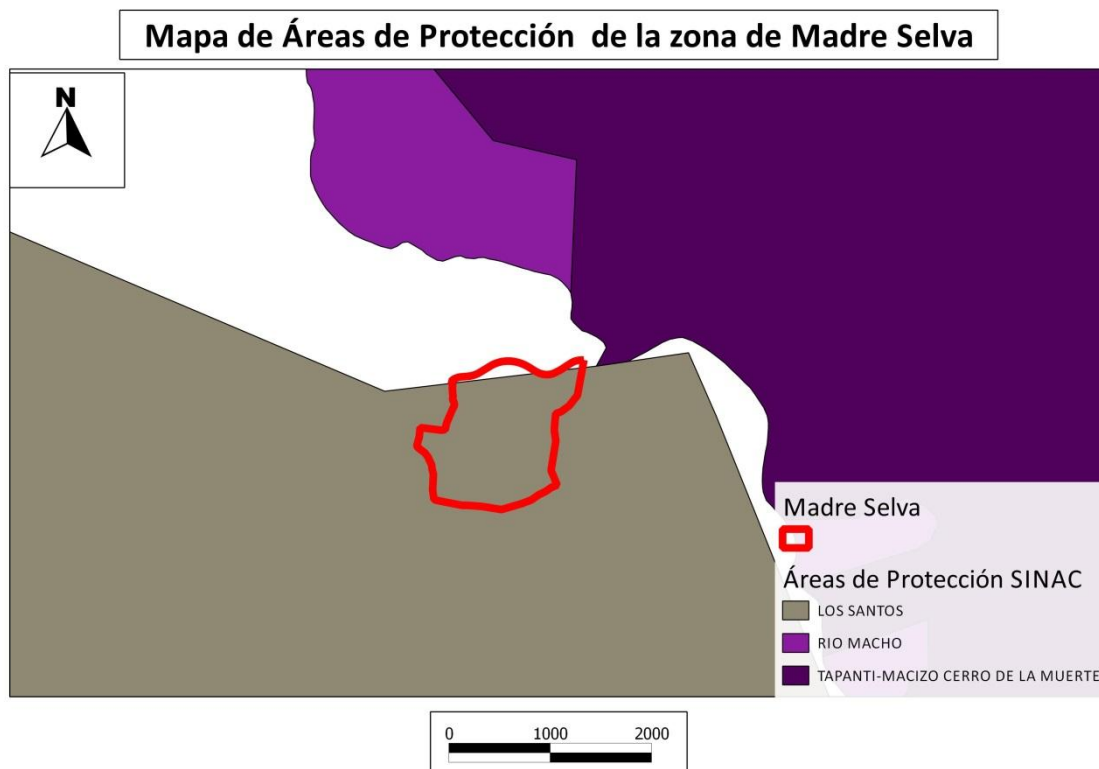 Mapa de Áreas de Protección de la zona de Madre Selva
N
Madre Selva
Áreas de Protección SINAC
LOS SANTOS
RIO MACHO
TAPANTI-MACIZO CERRO DE LA MUERTE
0 1000 2000